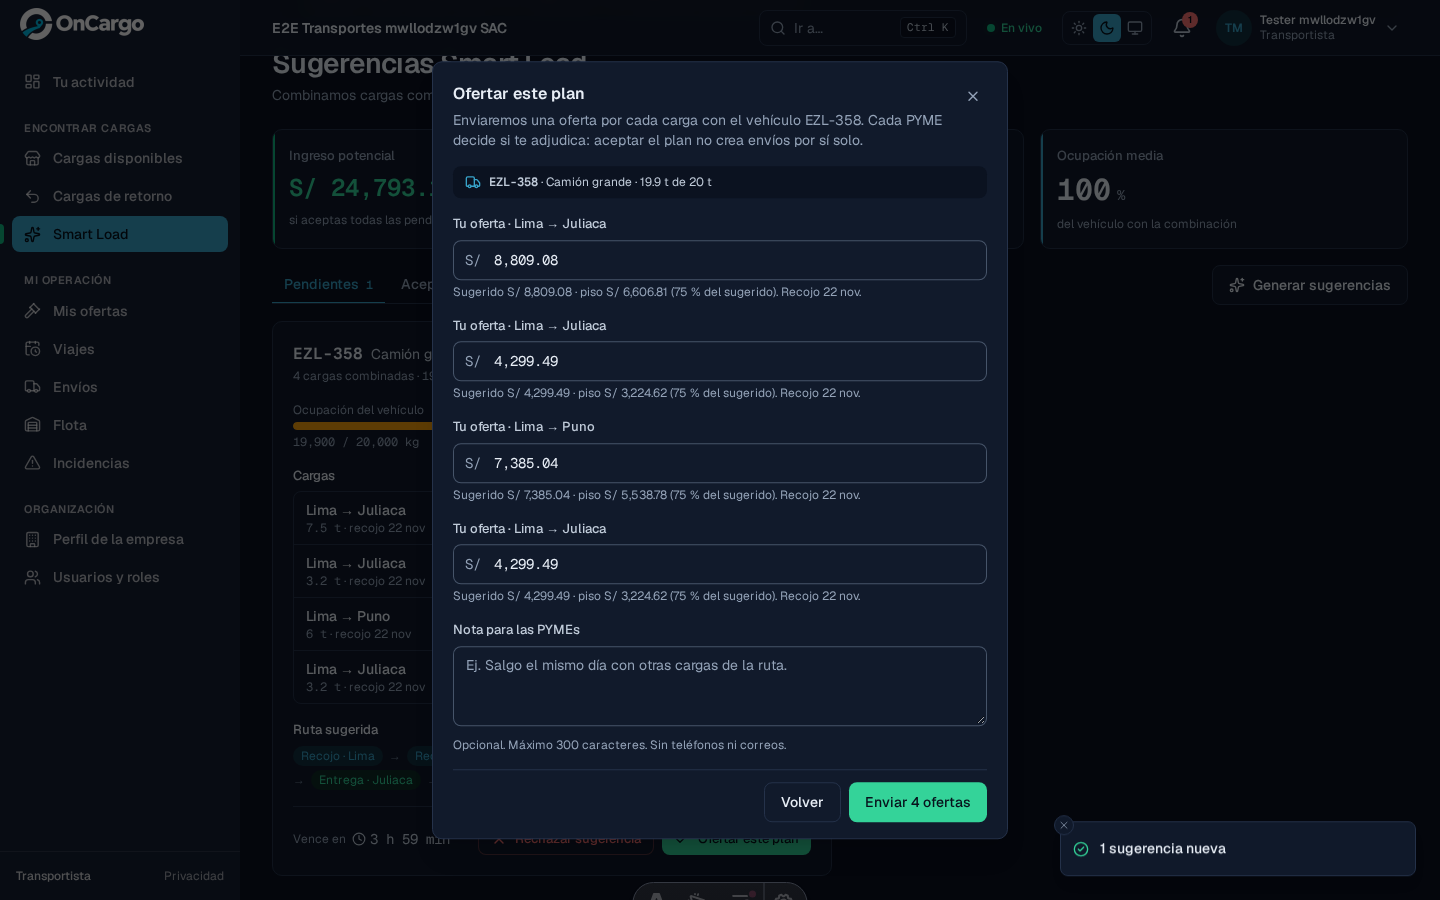 OnCargo
E2E Transportes mwllodzw1gv SAC
Ir a...
Ctrl K
En vivo
1
TM
Tester mwllodzw1gv
Transportista
Tu actividad
ENCONTRAR CARGAS
Cargas disponibles
Cargas de retorno
Smart Load
MI OPERACIÓN
Mis ofertas
Viajes
Envíos
Flota
Incidencias
ORGANIZACIÓN
Perfil de la empresa
Usuarios y roles
Transportista
Privacidad
Sugerencias Smart Load
Combinamos cargas com
Ingreso potencial
S/ 24,793.
si aceptas todas las pend
Ocupación media
100 %
del vehículo con la combinación
Pendientes 1
Acep
Generar sugerencias
EZL-358 Camión g
4 cargas combinadas · 19
Ocupación del vehículo
19,900 / 20,000 kg
Cargas
Lima → Juliaca
7.5 t · recojo 22 nov
Lima → Juliaca
3.2 t · recojo 22 nov
Lima → Puno
6 t · recojo 22 nov
Lima → Juliaca
3.2 t · recojo 22 nov
Ruta sugerida
Recojo · Lima → Rec
→ Entrega · Juliaca
Vence en 3 h 59 min
Rechazar sugerencia
Ofertar este plan
Ofertar este plan
Enviaremos una oferta por cada carga con el vehículo EZL-358. Cada PYME
decide si te adjudica: aceptar el plan no crea envíos por sí solo.
EZL-358 · Camión grande · 19.9 t de 20 t
Tu oferta · Lima → Juliaca
S/ 8,809.08
Sugerido S/ 8,809.08 · piso S/ 6,606.81 (75 % del sugerido). Recojo 22 nov.
Tu oferta · Lima → Juliaca
S/ 4,299.49
Sugerido S/ 4,299.49 · piso S/ 3,224.62 (75 % del sugerido). Recojo 22 nov.
Tu oferta · Lima → Puno
S/ 7,385.04
Sugerido S/ 7,385.04 · piso S/ 5,538.78 (75 % del sugerido). Recojo 22 nov.
Tu oferta · Lima → Juliaca
S/ 4,299.49
Sugerido S/ 4,299.49 · piso S/ 3,224.62 (75 % del sugerido). Recojo 22 nov.
Nota para las PYMEs
Ej. Salgo el mismo día con otras cargas de la ruta.
Opcional. Máximo 300 caracteres. Sin teléfonos ni correos.
Volver
Enviar 4 ofertas
1 sugerencia nueva